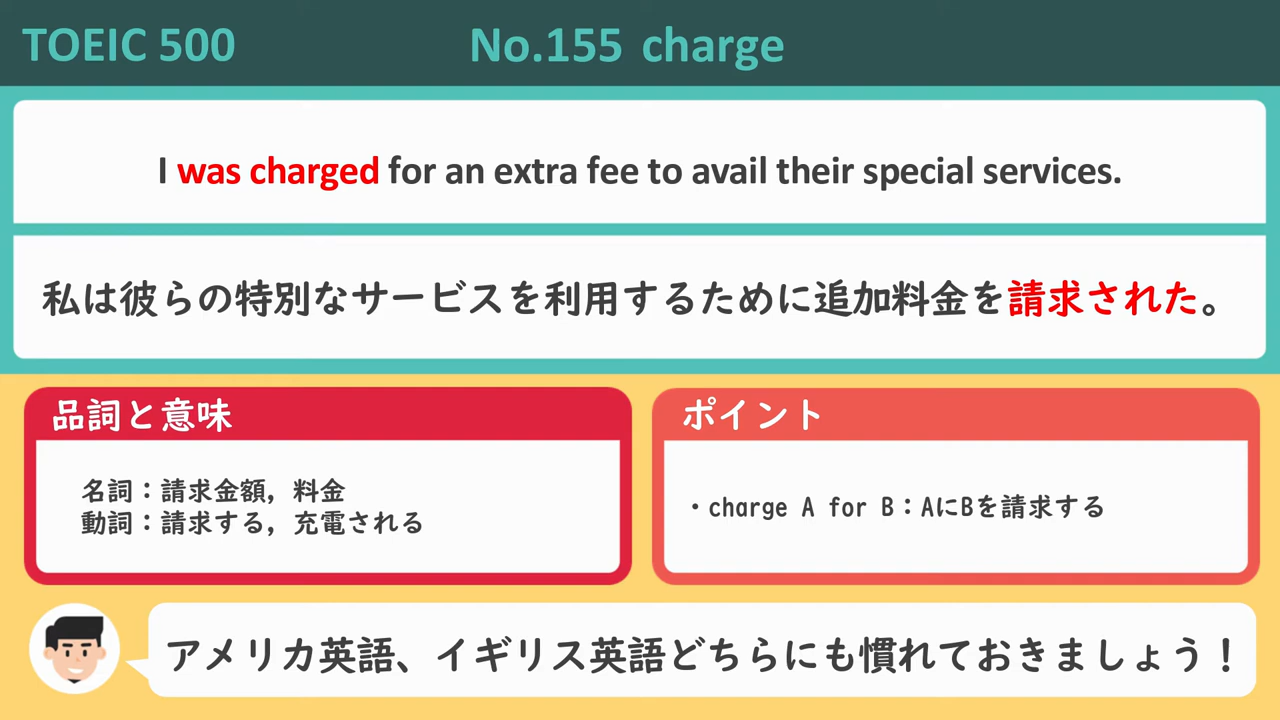 TOEIC 500
No.155 charge
I was charged for an extra fee to avail their special services.
私は彼らの特別なサービスを利用するために追加料金を請求された。
品詞と意味
名詞：請求金額，料金
動詞：請求する，充電される
ポイント
・charge A for B：AにBを請求する
アメリカ英語、イギリス英語どちらにも慣れておきましょう！